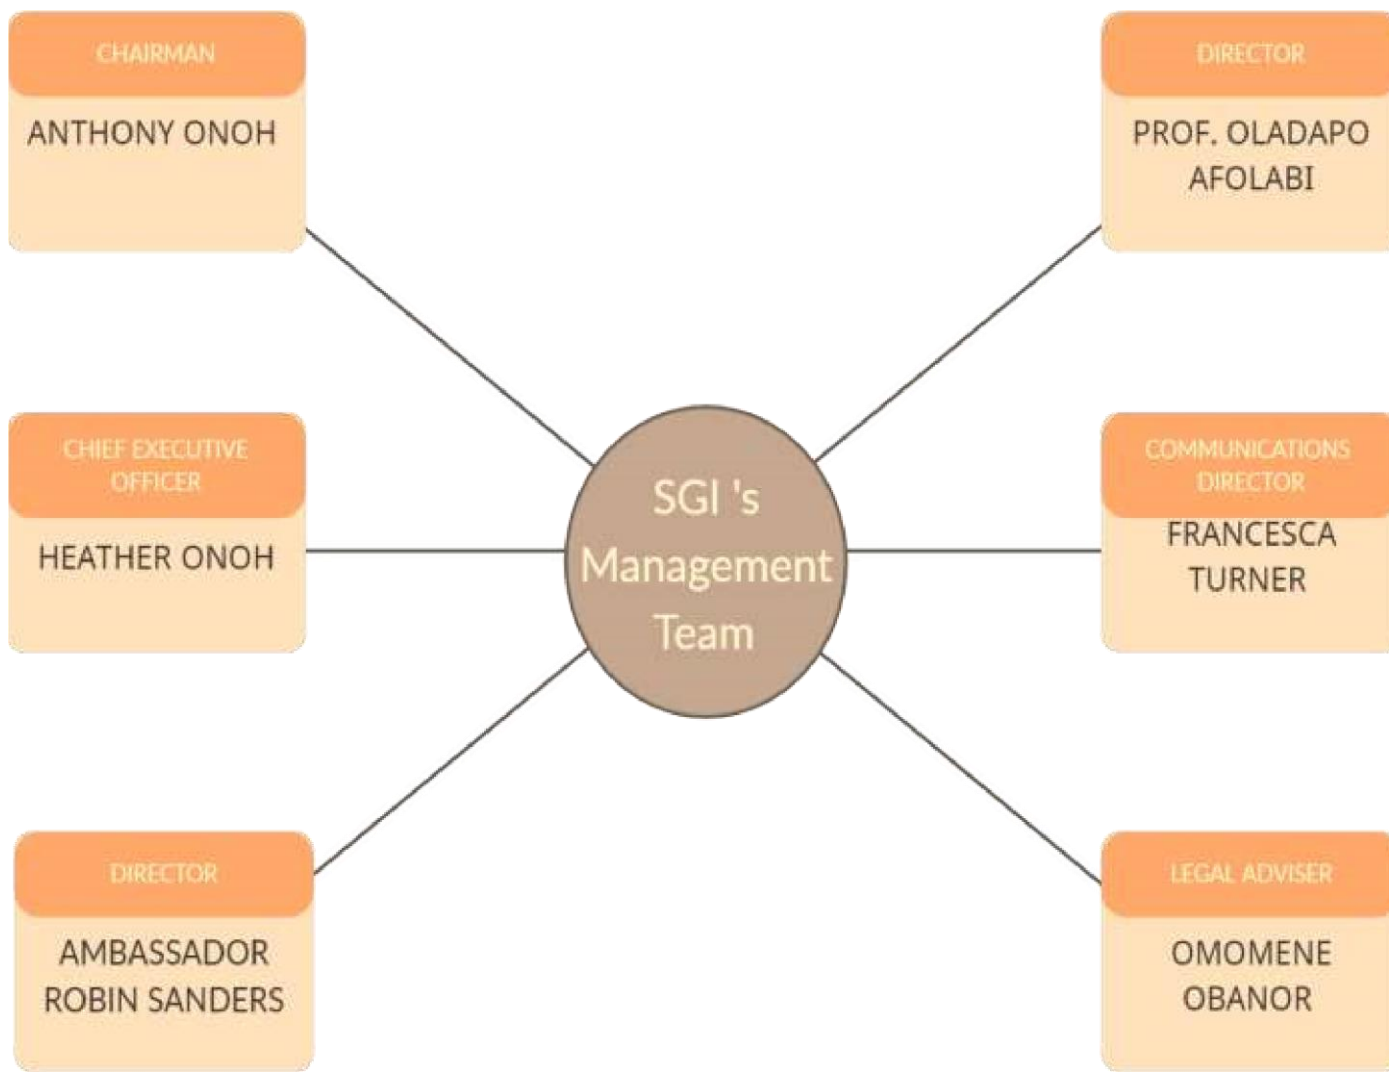 CHAIRMAN
ANTHONY ONOH
DIRECTOR
PROF. OLADAPO
AFOLABI
CHIEF EXECUTIVE
OFFICER
HEATHER ONOH
SGI 's
Management
Team
COMMUNICATIONS
DIRECTOR
FRANCESCA
TURNER
DIRECTOR
AMBASSADOR
ROBIN SANDERS
LEGAL ADVISER
OMOMENE
OBANOR